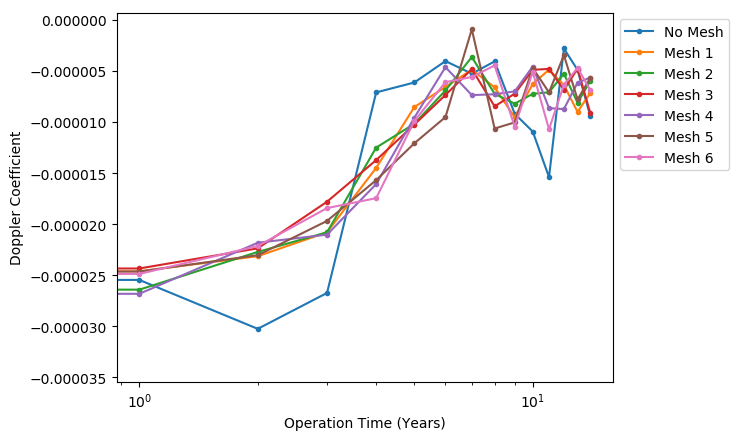 0.000000
−0.000005
−0.000010
−0.000015
−0.000020
−0.000025
−0.000030
−0.000035
Doppler Coefficient
10⁰
10¹
Operation Time (Years)
No Mesh
Mesh 1
Mesh 2
Mesh 3
Mesh 4
Mesh 5
Mesh 6